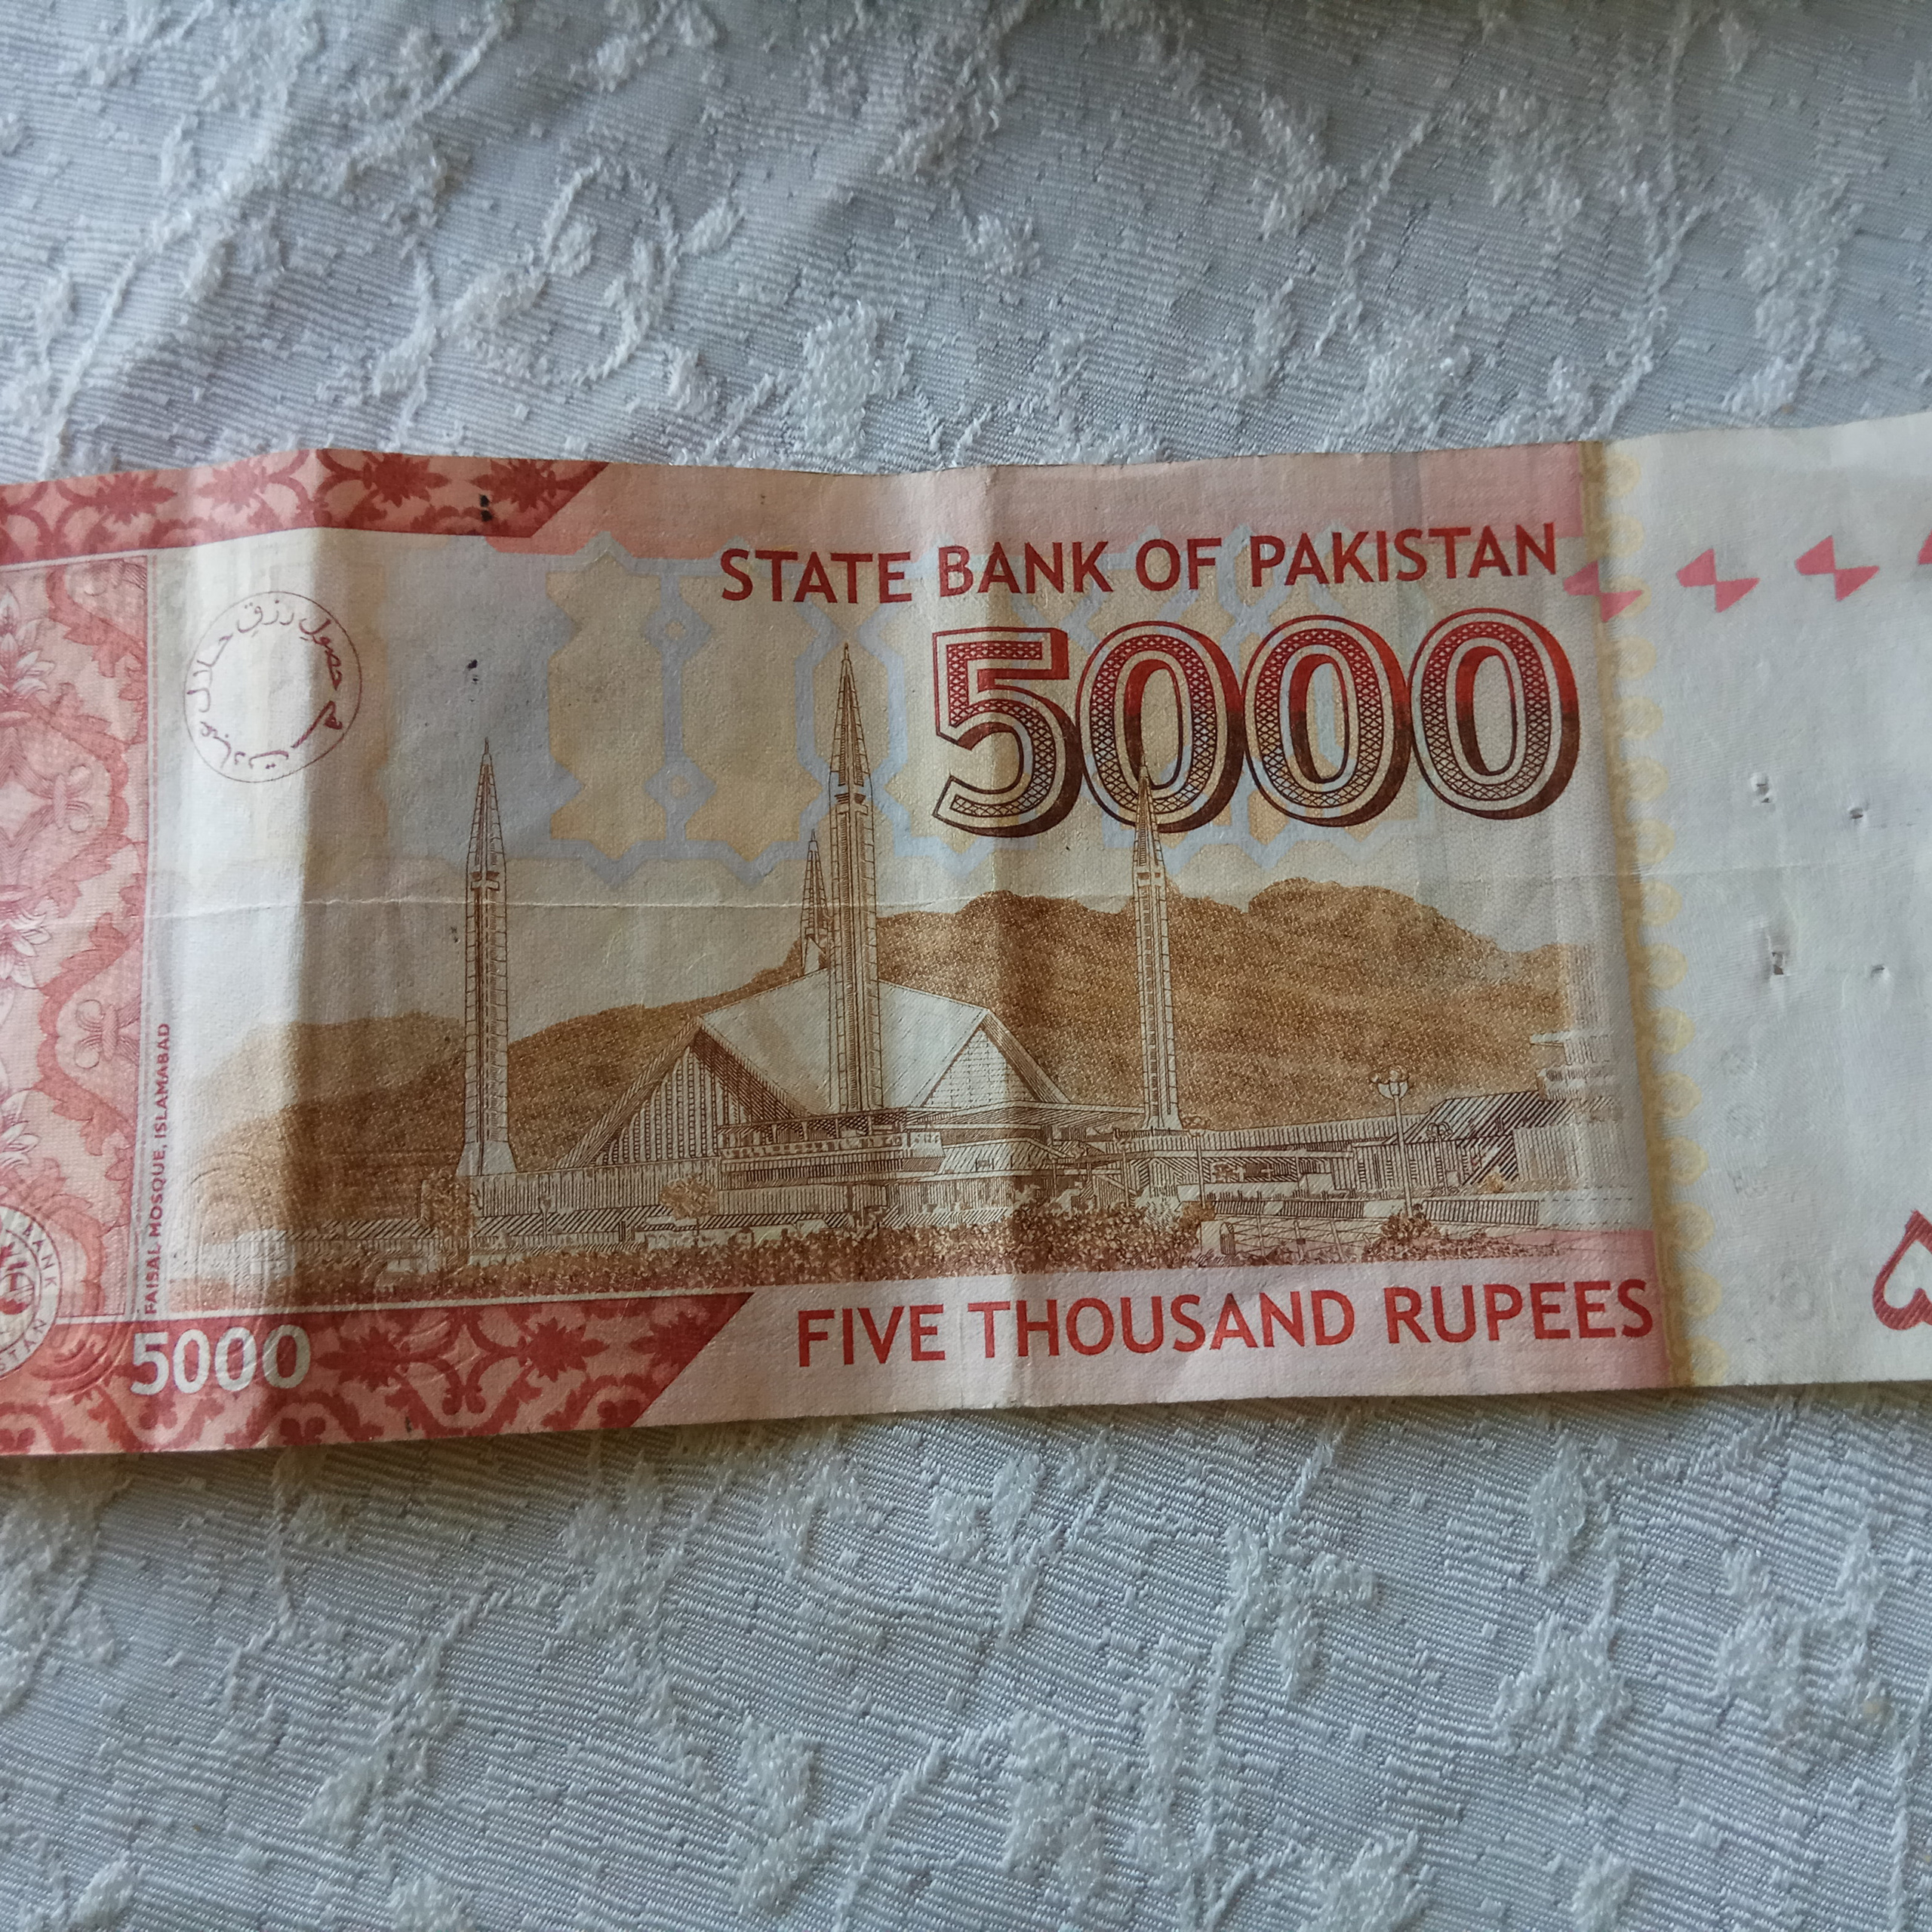 STATE BANK OF PAKISTAN
حصولِ رزقِ حلال عبادت ہے
5000
FAISAL MOSQUE, ISLAMABAD
5000
FIVE THOUSAND RUPEES